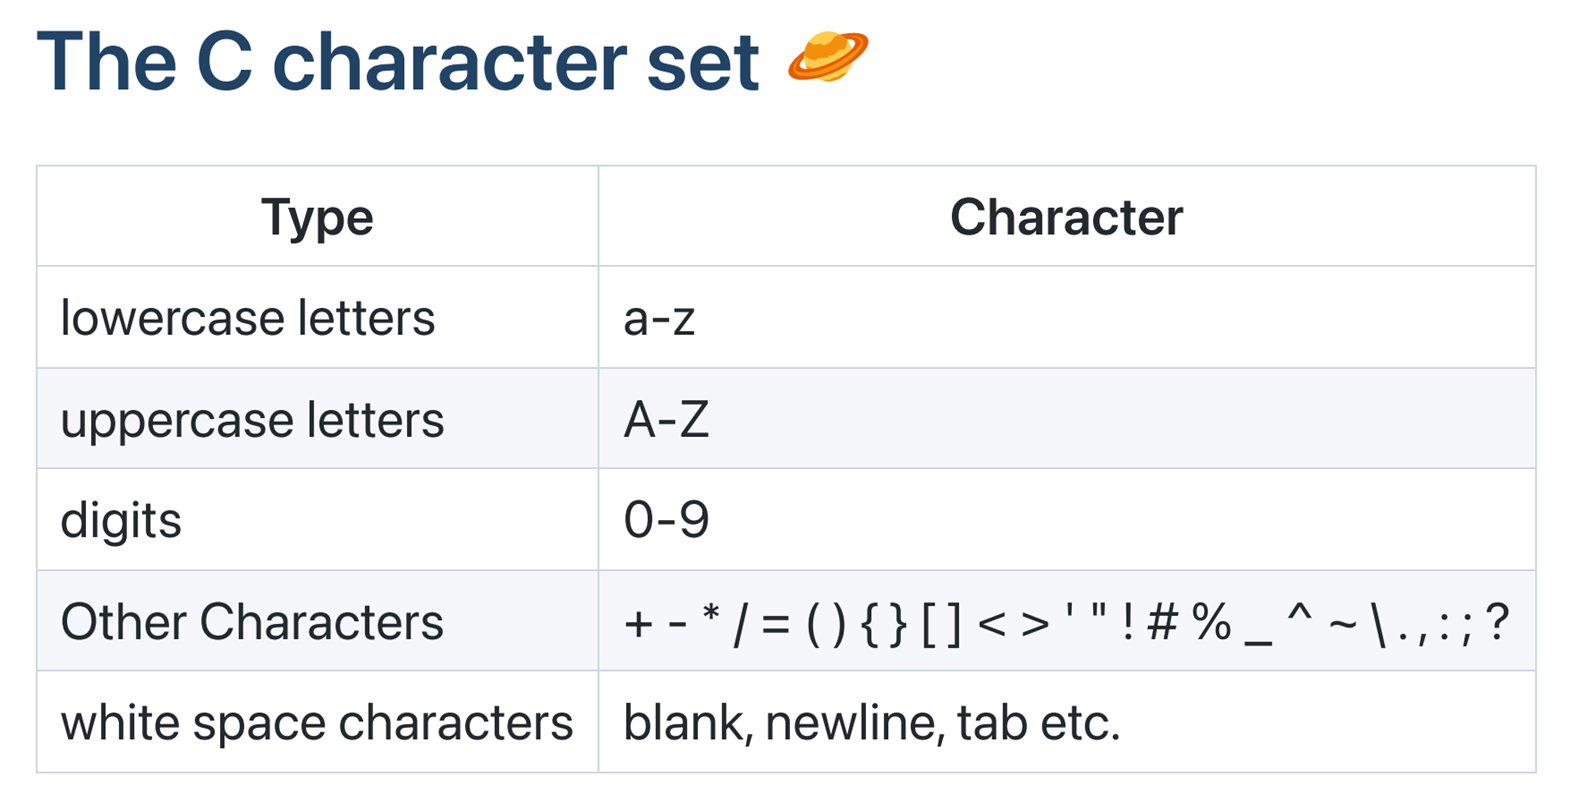 The C character set 🪐
Type Character
lowercase letters a-z
uppercase letters A-Z
digits 0-9
Other Characters + - * / = ( ) { } [ ] < > ' " ! # % _ ^ ~ \ . , : ; ?
white space characters blank, newline, tab etc.